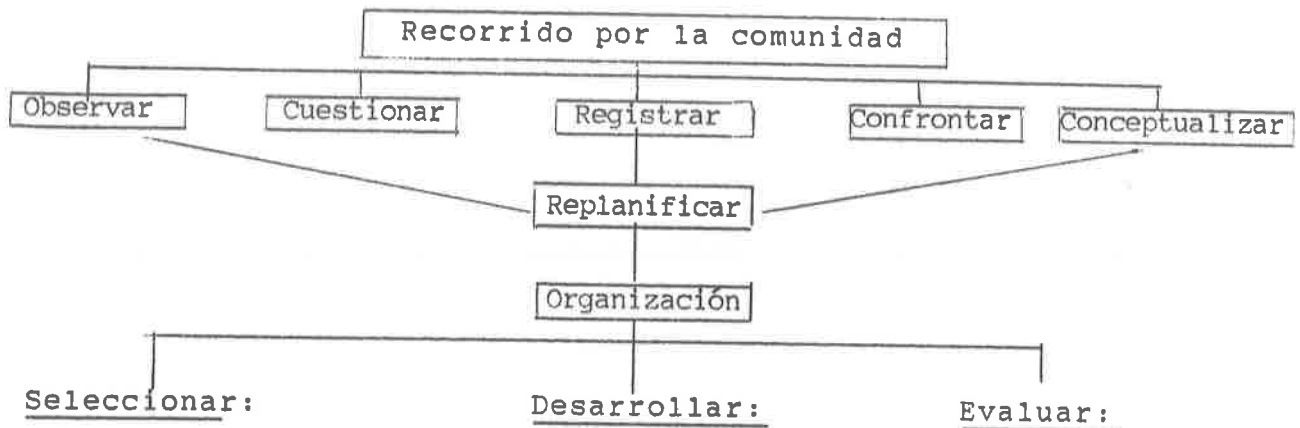 Recorrido por la comunidad
Observar Cuestionar Registrar Confrontar Conceptualizar
Replanificar
Organización
Seleccionar: Desarrollar: Evaluar: